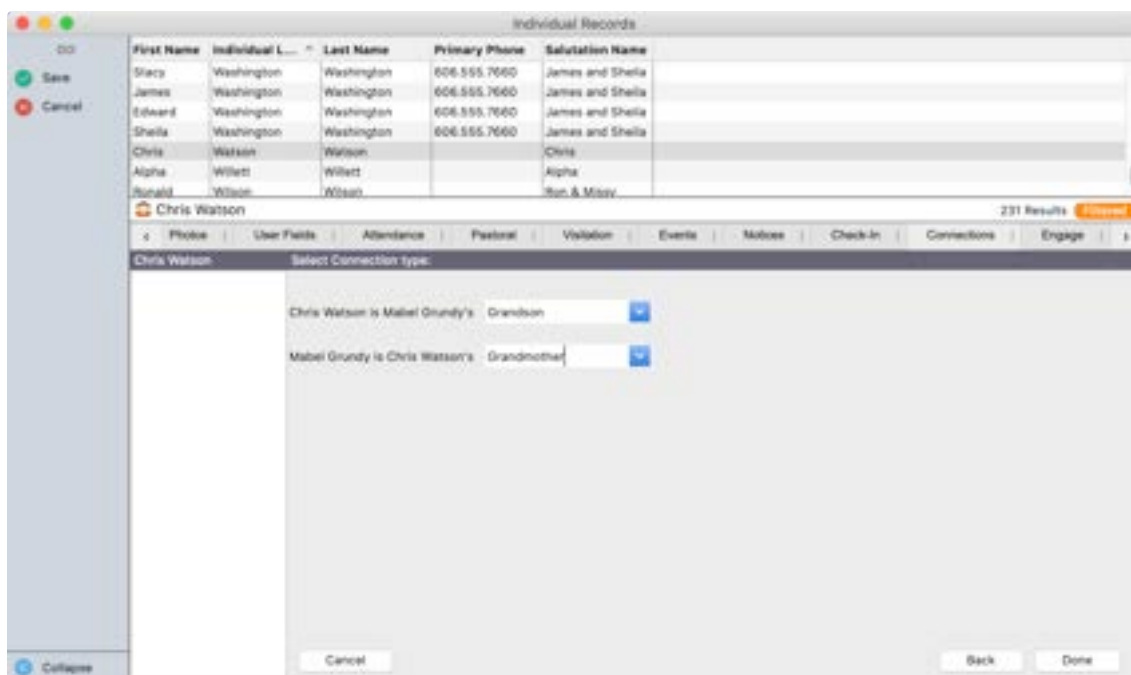 Individual Records
Save
Cancel
First Name Individual L... Last Name Primary Phone Salutation Name
Stacy Washington Washington 606.555.7660 James and Sheila
James Washington Washington 606.555.7660 James and Sheila
Edward Washington Washington 606.555.7660 James and Sheila
Sheila Washington Washington 606.555.7660 James and Sheila
Chris Watson Watson Chris
Alpha Willett Willett Alpha
Ronald Wilson Wilson Ron & Missy
Chris Watson 231 Results Filtered
Photos User Fields Attendance Pastoral Visitation Events Notices Check-In Connections Engage
Chris Watson Select Connection type:
Chris Watson is Mabel Grundy's Grandson
Mabel Grundy is Chris Watson's Grandmother
Cancel Back Done
Collapse